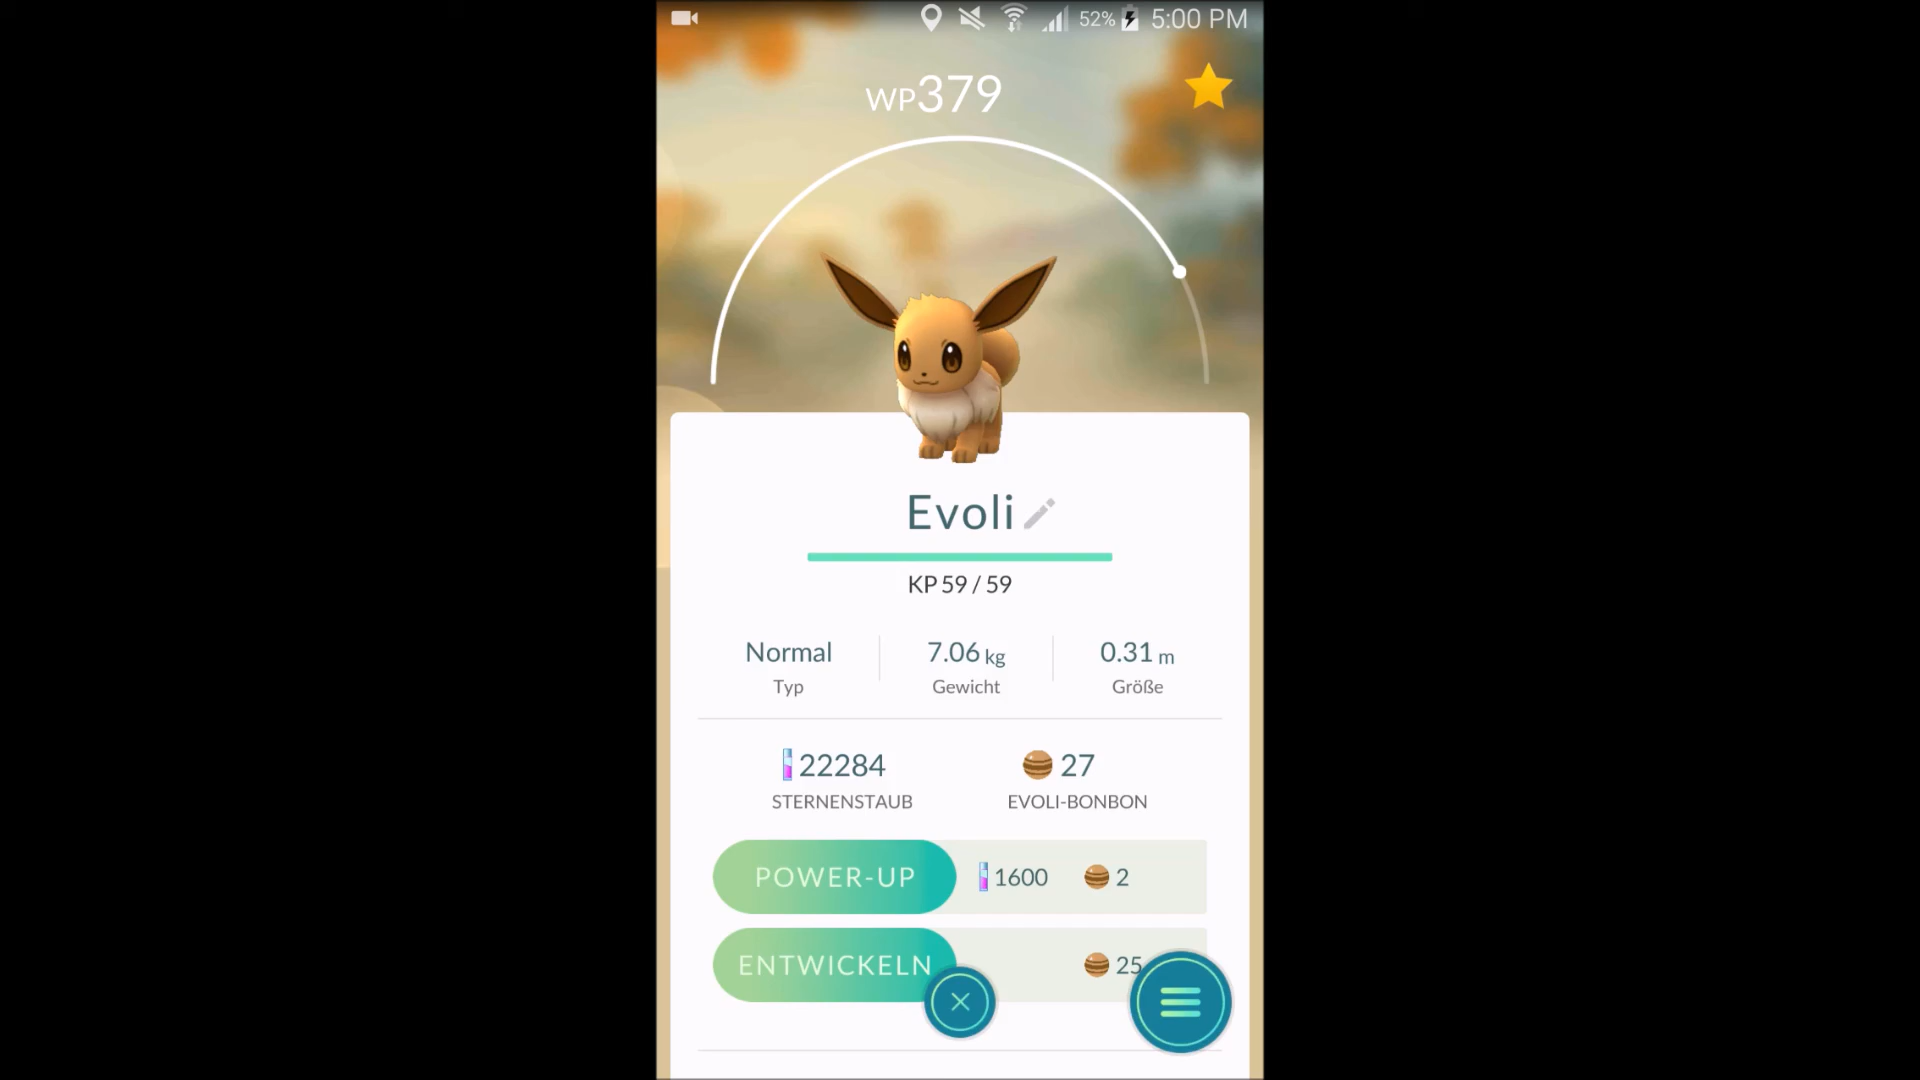 52% 5:00 PM
WP379
Evoli
KP 59 / 59
Normal 7.06 kg 0.31 m
Typ Gewicht Größe
22284 27
STERNENSTAUB EVOLI-BONBON
POWER-UP 1600 2
ENTWICKELN 25